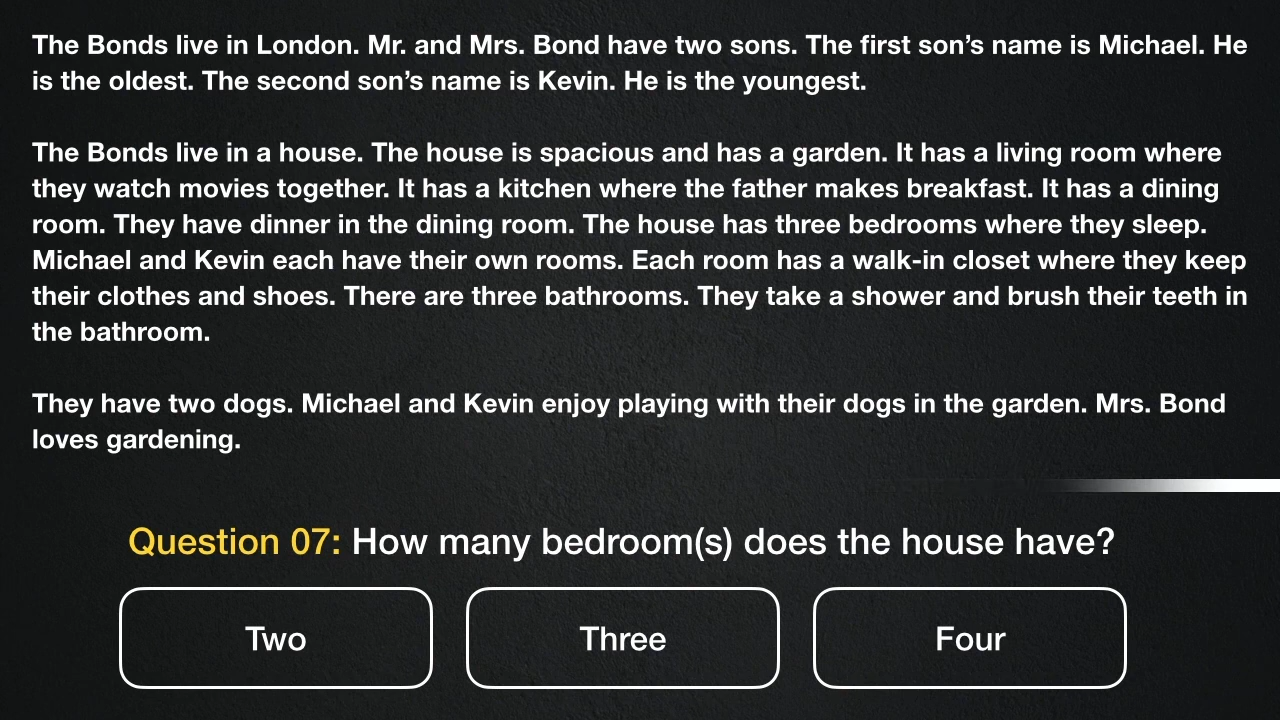 The Bonds live in London. Mr. and Mrs. Bond have two sons. The first son’s name is Michael. He
is the oldest. The second son’s name is Kevin. He is the youngest.
The Bonds live in a house. The house is spacious and has a garden. It has a living room where
they watch movies together. It has a kitchen where the father makes breakfast. It has a dining
room. They have dinner in the dining room. The house has three bedrooms where they sleep.
Michael and Kevin each have their own rooms. Each room has a walk-in closet where they keep
their clothes and shoes. There are three bathrooms. They take a shower and brush their teeth in
the bathroom.
They have two dogs. Michael and Kevin enjoy playing with their dogs in the garden. Mrs. Bond
loves gardening.
Question 07: How many bedroom(s) does the house have?
Two
Three
Four